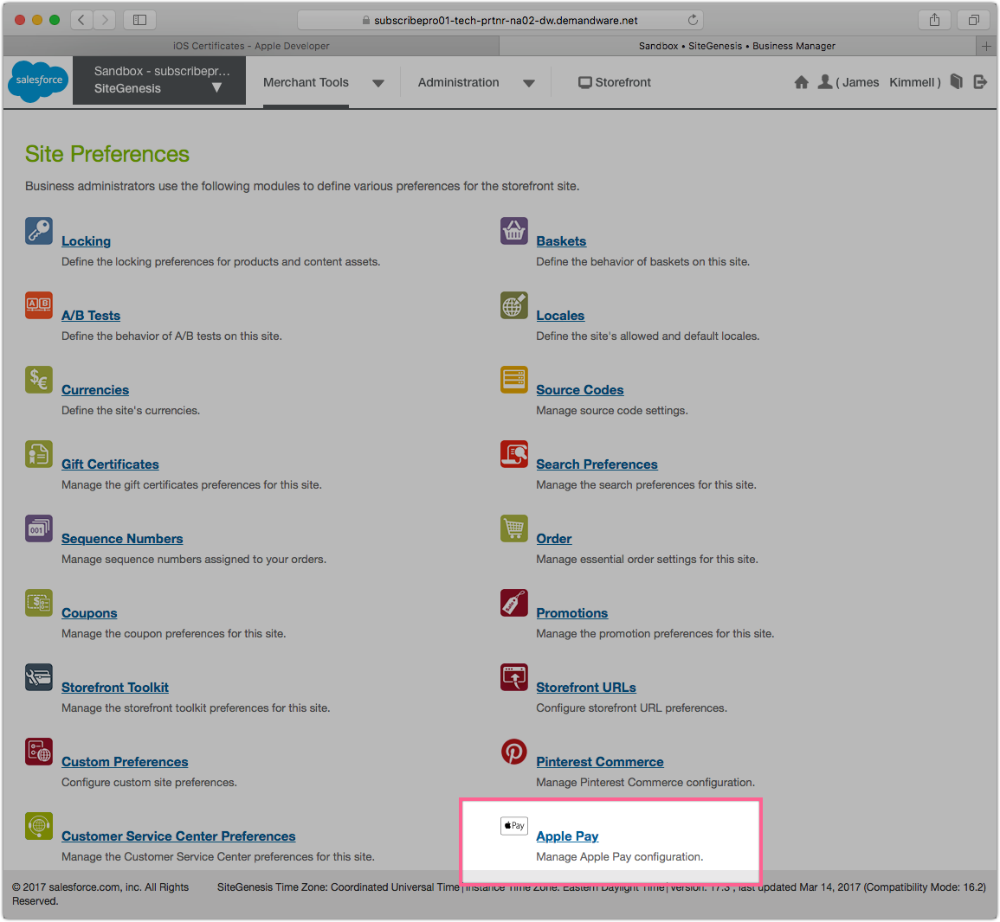 subscribepro01-tech-prtnr-na02-dw.demandware.net
iOS Certificates - Apple Developer
Sandbox • SiteGenesis • Business Manager
salesforce
Sandbox - subscribepr...
SiteGenesis
Merchant Tools
Administration
Storefront
( James Kimmell )
Site Preferences
Business administrators use the following modules to define various preferences for the storefront site.
Locking
Define the locking preferences for products and content assets.
Baskets
Define the behavior of baskets on this site.
A B
A/B Tests
Define the behavior of A/B tests on this site.
Locales
Define the site's allowed and default locales.
$€
Currencies
Define the site's currencies.
Source Codes
Manage source code settings.
Gift Certificates
Manage the gift certificates preferences for this site.
Search Preferences
Manage the search preferences for this site.
001
Sequence Numbers
Manage sequence numbers assigned to your orders.
Order
Manage essential order settings for this site.
$
Coupons
Manage the coupon preferences for this site.
Sale
Promotions
Manage the promotion preferences for this site.
Storefront Toolkit
Manage the storefront toolkit preferences for this site.
Storefront URLs
Configure storefront URL preferences.
Custom Preferences
Configure custom site preferences.
Pinterest Commerce
Manage Pinterest Commerce configuration.
Customer Service Center Preferences
Manage the Customer Service Center preferences for this site.
Pay
Apple Pay
Manage Apple Pay configuration.
© 2017 salesforce.com, inc. All Rights
Reserved.
SiteGenesis Time Zone: Coordinated Universal Time | Instance Time Zone: Eastern Daylight Time | Version: 17.3 , last updated Mar 14, 2017 (Compatibility Mode: 16.2)